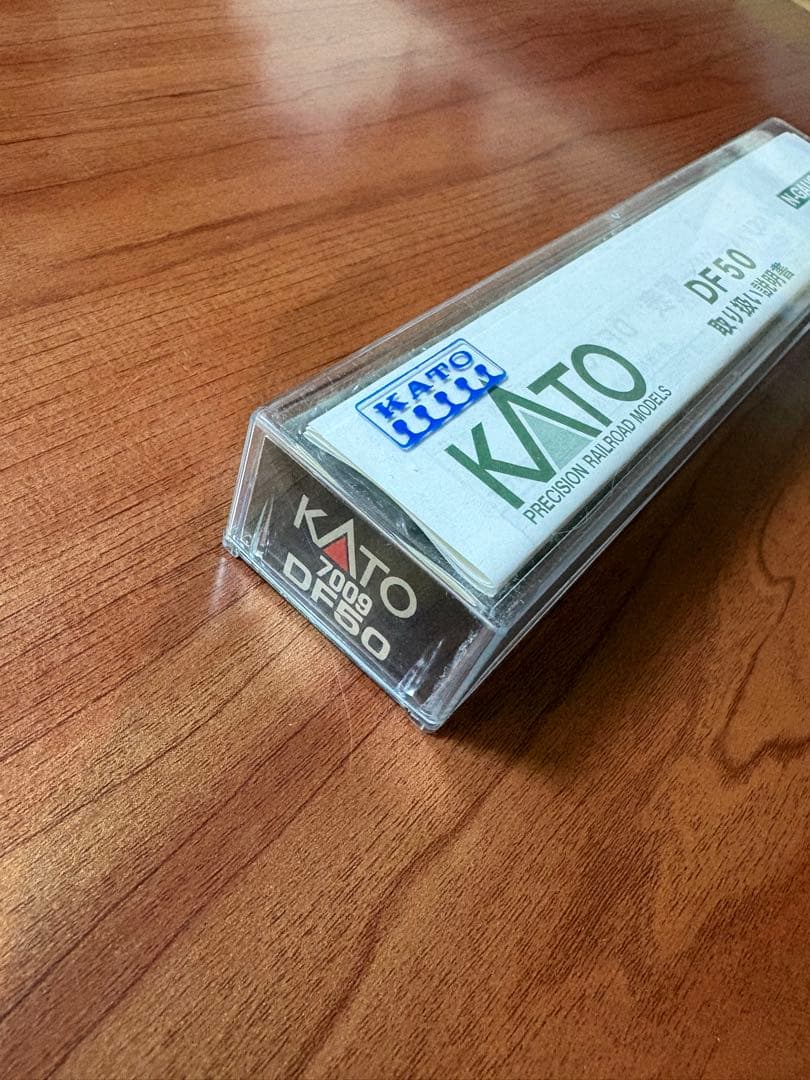 DF50
取り扱い説明書
KATO
KATO
PRECISION RAILROAD MODELS
KATO
7009
DF50